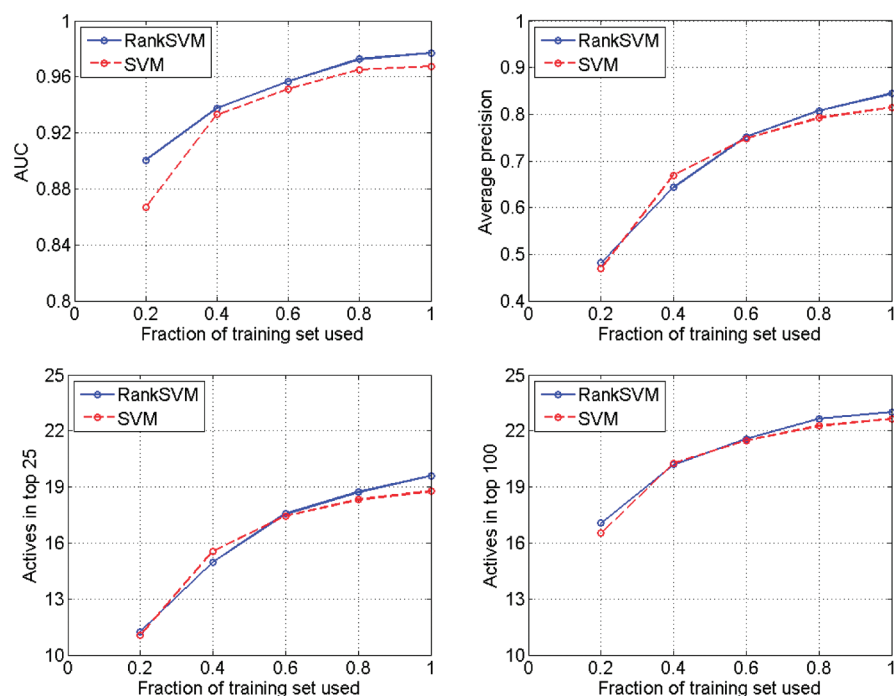 1
0.96
0.92
0.88
0.84
0.8
AUC
RankSVM
SVM
0 0.2 0.4 0.6 0.8 1
Fraction of training set used
1
0.9
0.8
0.7
0.6
0.5
0.4
Average precision
RankSVM
SVM
0 0.2 0.4 0.6 0.8 1
Fraction of training set used
25
22
19
16
13
10
Actives in top 25
RankSVM
SVM
0 0.2 0.4 0.6 0.8 1
Fraction of training set used
25
22
19
16
13
10
Actives in top 100
RankSVM
SVM
0 0.2 0.4 0.6 0.8 1
Fraction of training set used